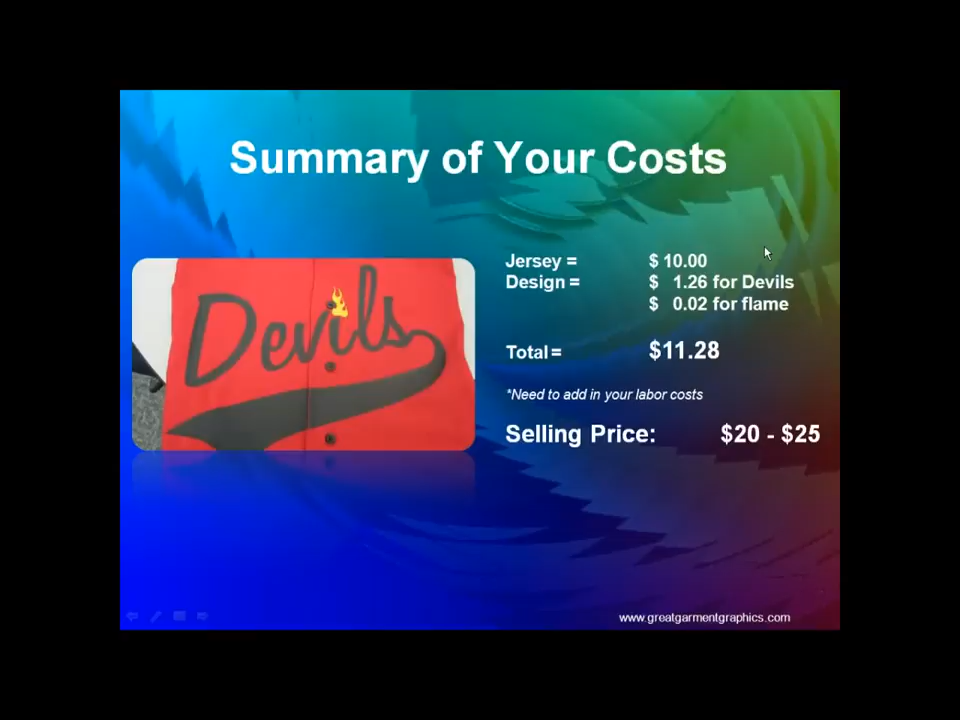 Summary of Your Costs
Devils
Jersey = $ 10.00
Design = $ 1.26 for Devils
$ 0.02 for flame
Total = $11.28
*Need to add in your labor costs
Selling Price: $20 - $25
www.greatgarmentgraphics.com